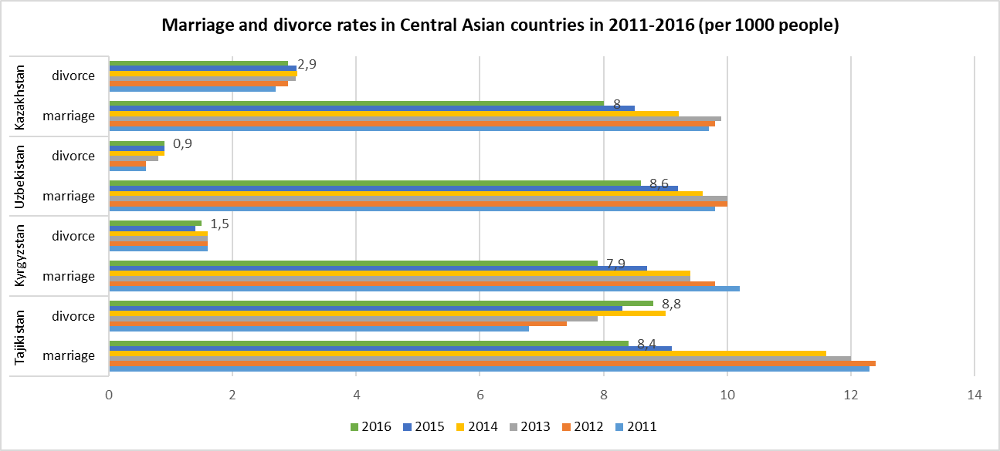 Marriage and divorce rates in Central Asian countries in 2011-2016 (per 1000 people)
Kazakhstan
divorce
2,9
marriage
8
Uzbekistan
divorce
0,9
marriage
8,6
Kyrgyzstan
divorce
1,5
marriage
7,9
Tajikistan
divorce
8,8
marriage
8,4
0 2 4 6 8 10 12 14
2016 2015 2014 2013 2012 2011